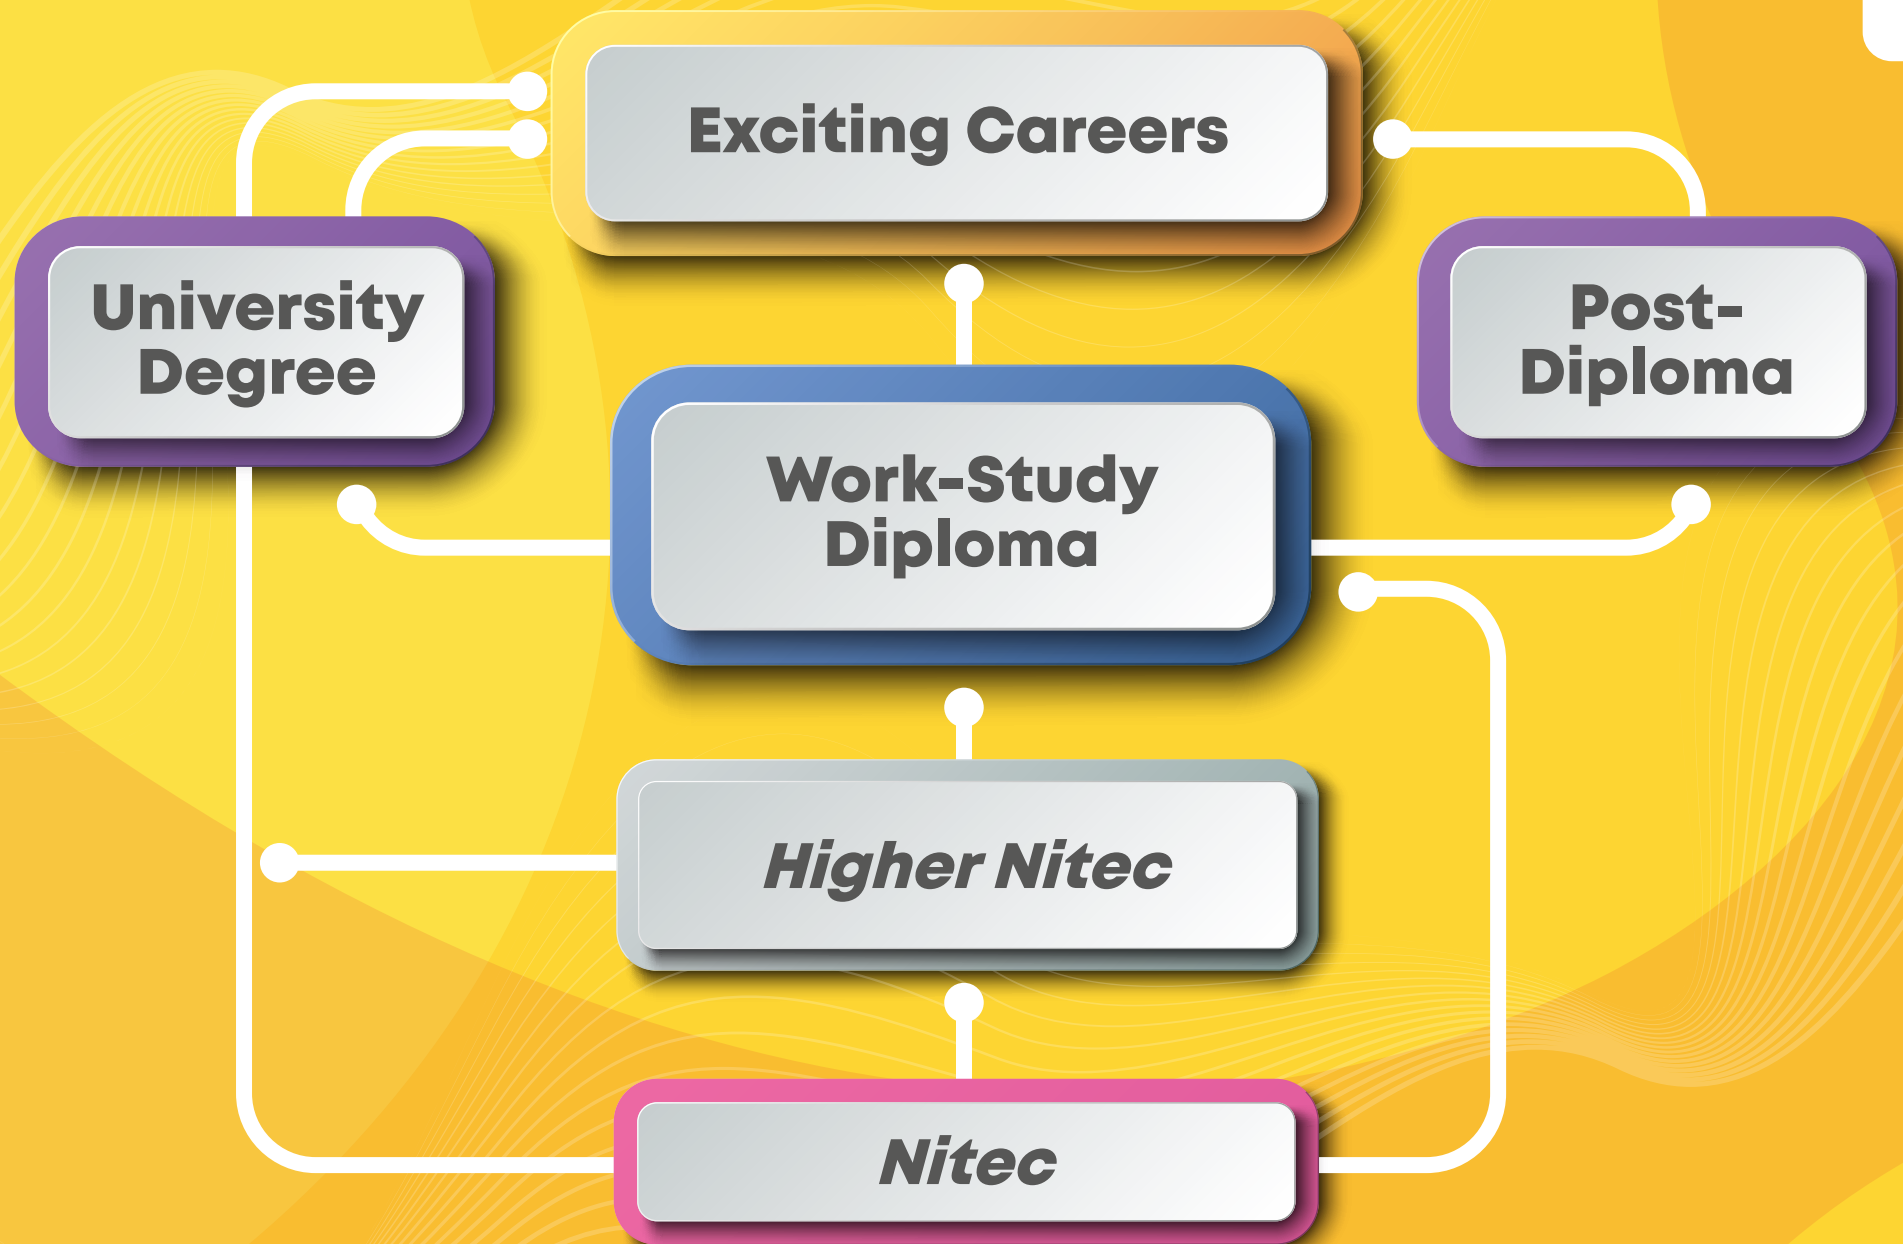 Exciting Careers
University
Degree
Post-
Diploma
Work-Study
Diploma
Higher Nitec
Nitec